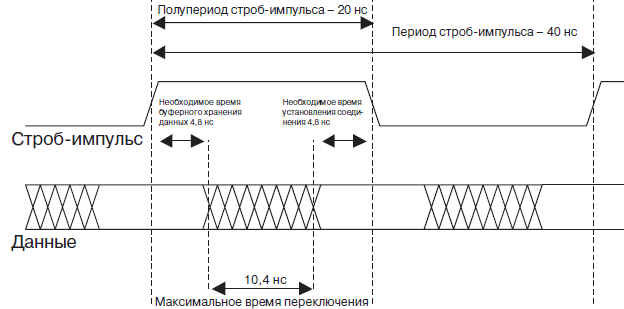 Полупериод строб-импульса – 20 нс
Период строб-импульса – 40 нс
Необходимое время
буферного хранения
данных 4,8 нс
Необходимое время
установления соеди-
нения 4,8 нс
Строб-импульс
Данные
10,4 нс
Максимальное время переключения